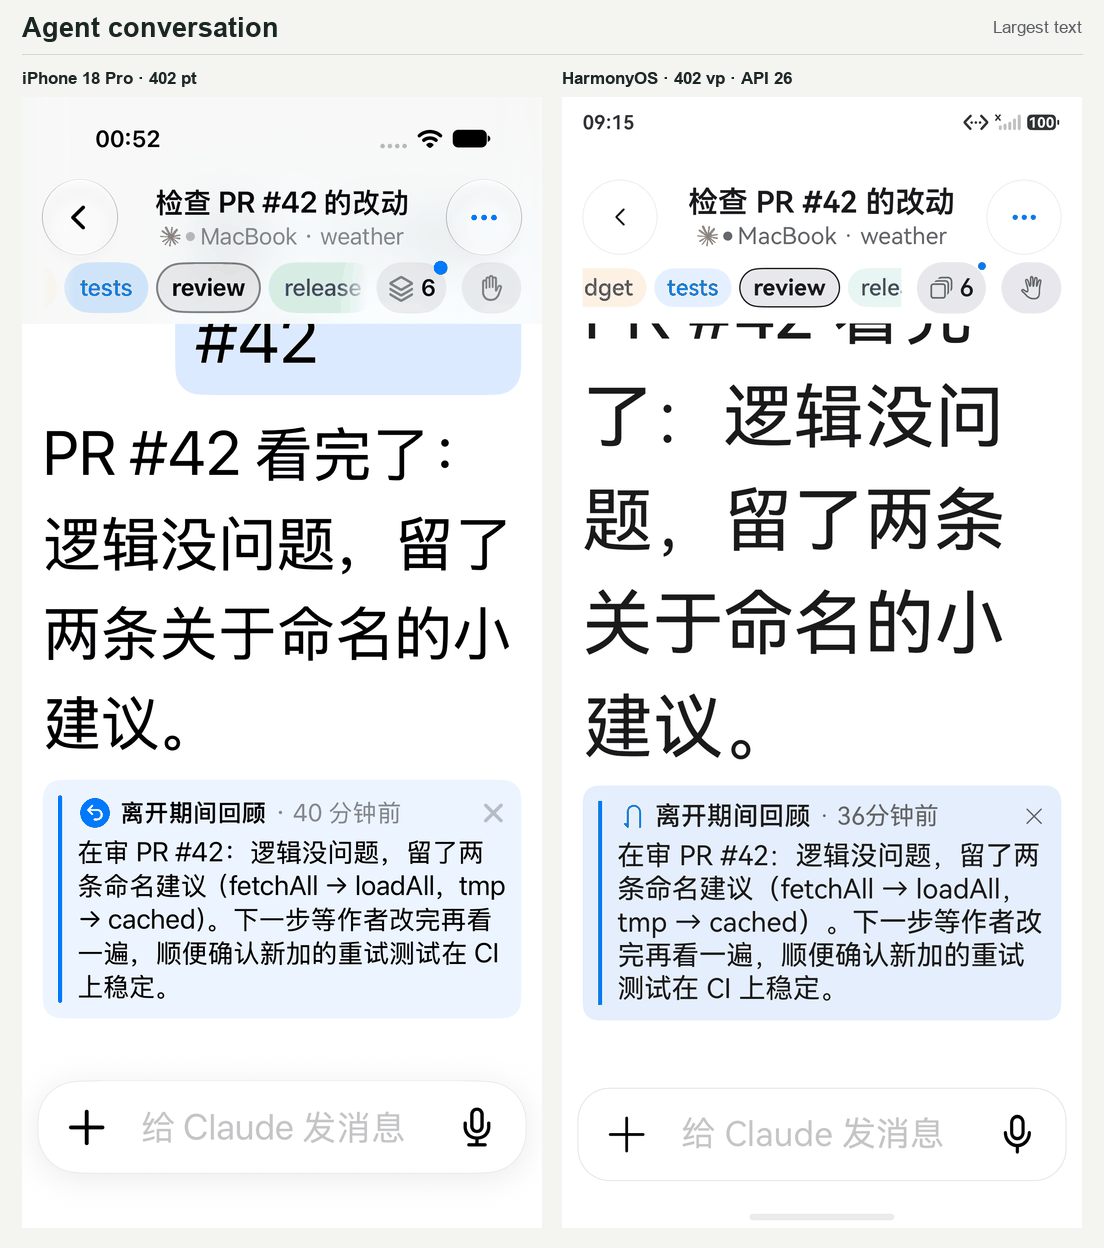 Agent conversation
Largest text
iPhone 18 Pro · 402 pt
00:52
检查 PR #42 的改动
MacBook · weather
tests review release 6
#42
PR #42 看完了：
逻辑没问题，留了
两条关于命名的小
建议。
离开期间回顾 · 40 分钟前
在审 PR #42：逻辑没问题，留了两
条命名建议（fetchAll → loadAll，tmp
→ cached）。下一步等作者改完再看
一遍，顺便确认新加的重试测试在 CI
上稳定。
给 Claude 发消息
HarmonyOS · 402 vp · API 26
09:15
100
检查 PR #42 的改动
MacBook · weather
dget tests review rele 6
PR #42 看完
了：逻辑没问
题，留了两条
关于命名的小
建议。
离开期间回顾 · 36分钟前
在审 PR #42：逻辑没问题，留了两
条命名建议（fetchAll → loadAll，
tmp → cached）。下一步等作者改
完再看一遍，顺便确认新加的重试
测试在 CI 上稳定。
给 Claude 发消息